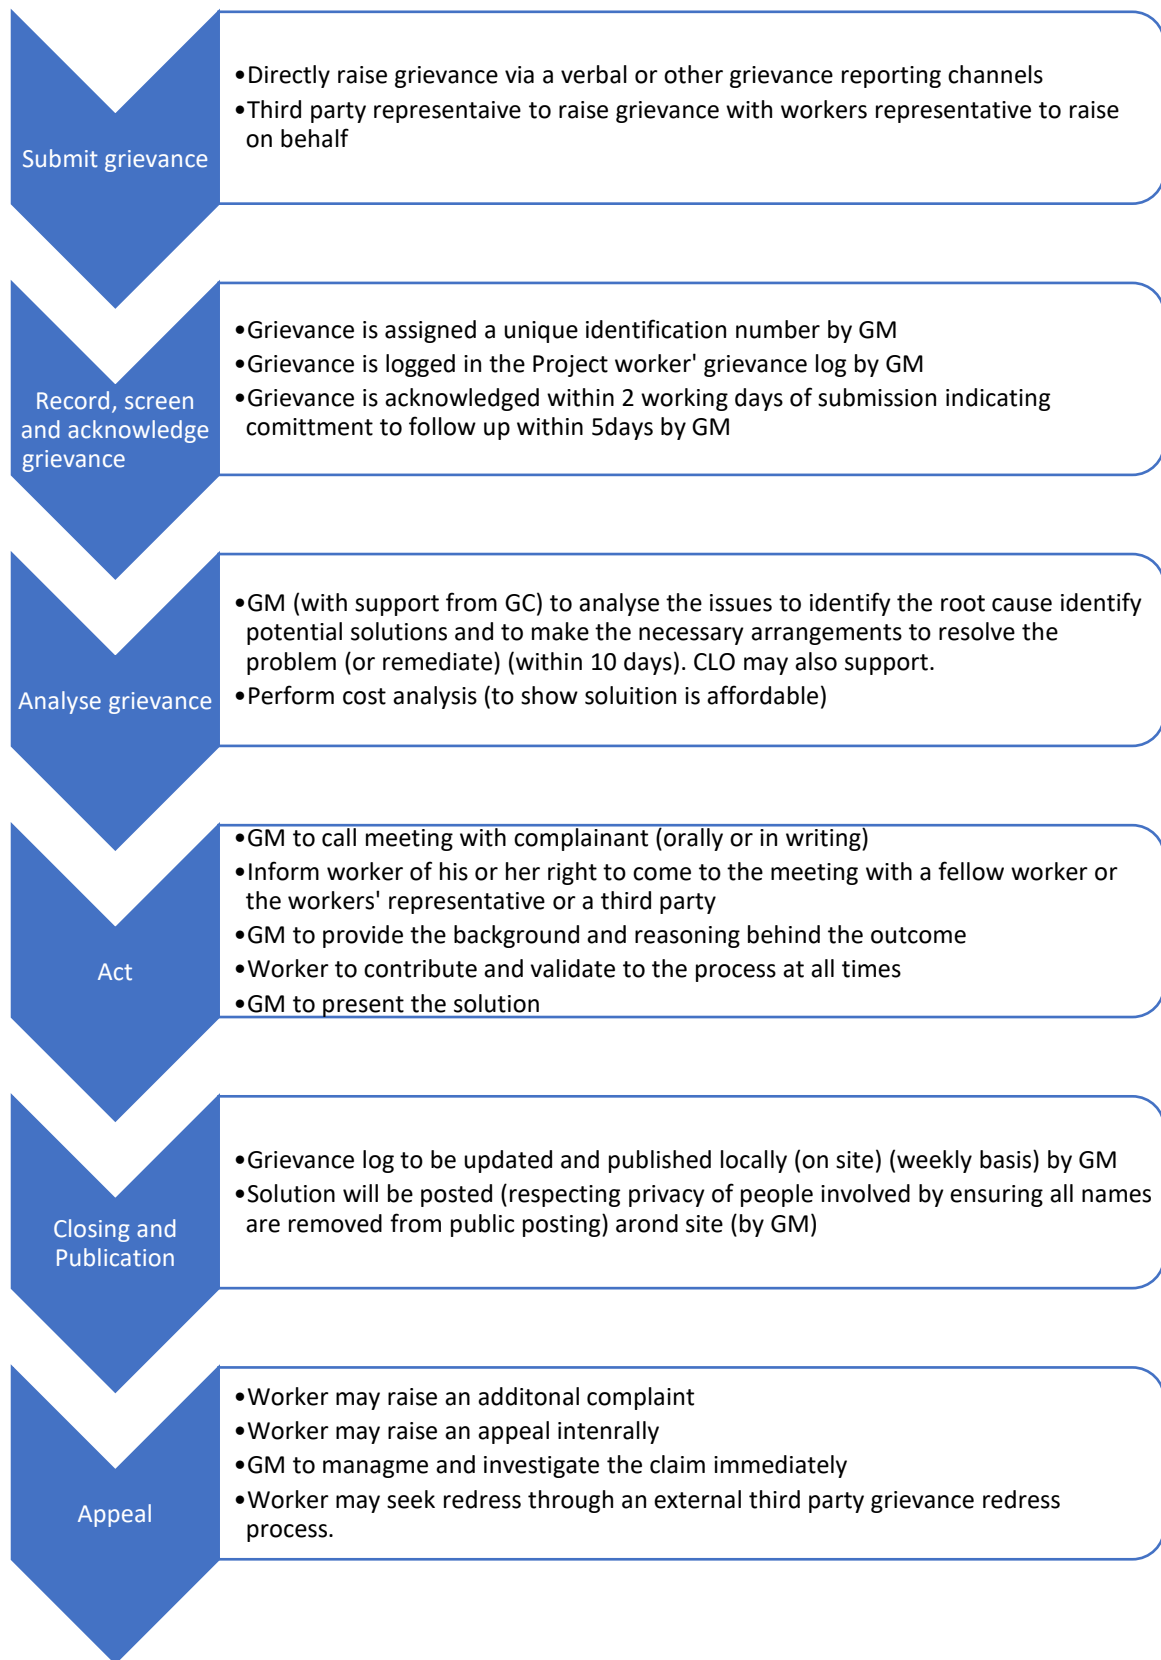 Submit grievance
•Directly raise grievance via a verbal or other grievance reporting channels
•Third party representaive to raise grievance with workers representative to raise
on behalf
Record, screen
and acknowledge
grievance
•Grievance is assigned a unique identification number by GM
•Grievance is logged in the Project worker' grievance log by GM
•Grievance is acknowledged within 2 working days of submission indicating
comittment to follow up within 5days by GM
Analyse grievance
•GM (with support from GC) to analyse the issues to identify the root cause identify
potential solutions and to make the necessary arrangements to resolve the
problem (or remediate) (within 10 days). CLO may also support.
•Perform cost analysis (to show soluition is affordable)
Act
•GM to call meeting with complainant (orally or in writing)
•Inform worker of his or her right to come to the meeting with a fellow worker or
the workers' representative or a third party
•GM to provide the background and reasoning behind the outcome
•Worker to contribute and validate to the process at all times
•GM to present the solution
Closing and
Publication
•Grievance log to be updated and published locally (on site) (weekly basis) by GM
•Solution will be posted (respecting privacy of people involved by ensuring all names
are removed from public posting) arond site (by GM)
Appeal
•Worker may raise an additonal complaint
•Worker may raise an appeal intenrally
•GM to managme and investigate the claim immediately
•Worker may seek redress through an external third party grievance redress
process.